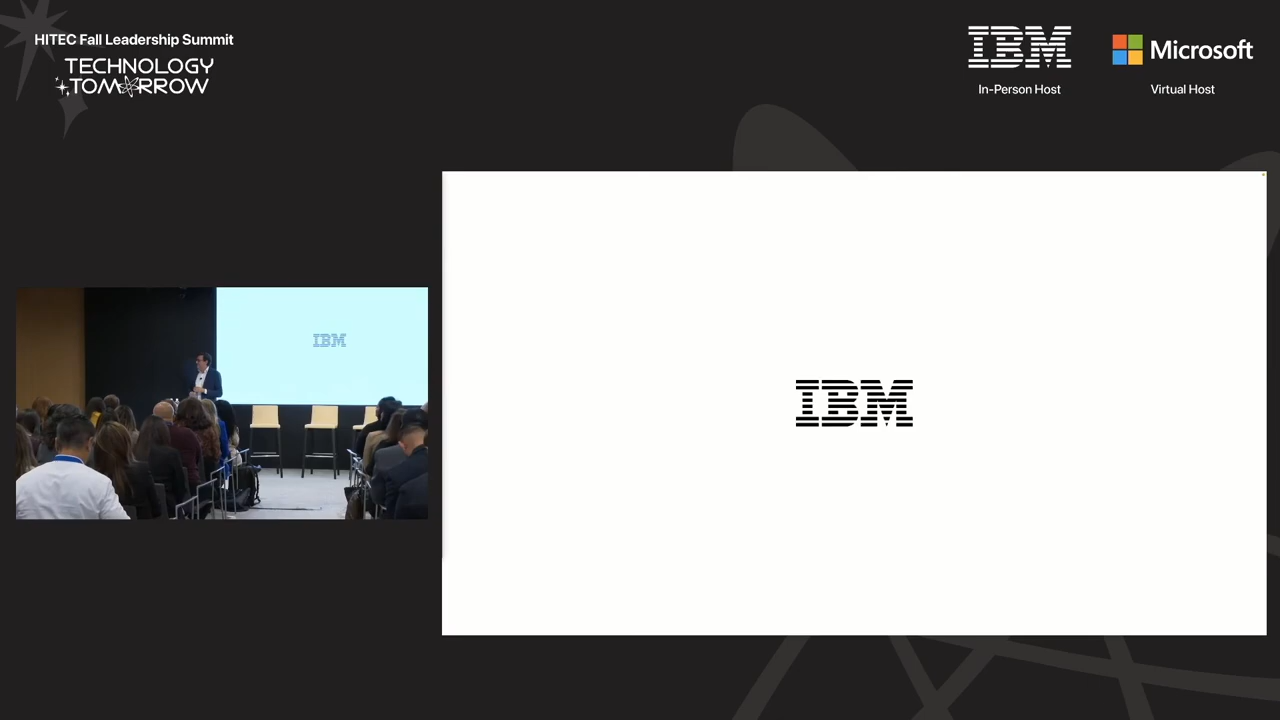 HITEC Fall Leadership Summit
TECHNOLOGY
TOMORROW
IBM
In-Person Host
Microsoft
Virtual Host
IBM
IBM